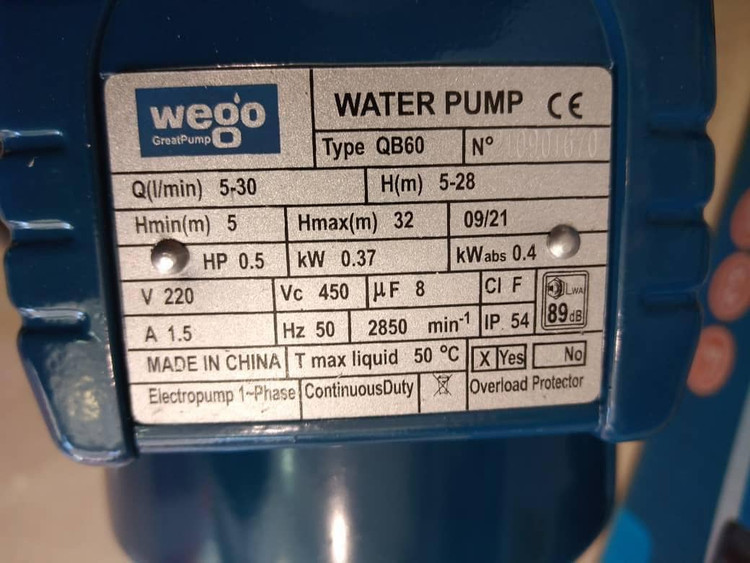 wego
GreatPump
WATER PUMP CE
Type QB60 N°
Q(l/min) 5-30 H(m) 5-28
Hmin(m) 5 Hmax(m) 32 09/21
HP 0.5 kW 0.37 kWabs 0.4
V 220 Vc 450 µF 8 Cl F LWA
A 1.5 Hz 50 2850 min-1 IP 54 89dB
MADE IN CHINA T max liquid 50 °C X Yes No
Electropump 1~Phase ContinuousDuty Overload Protector